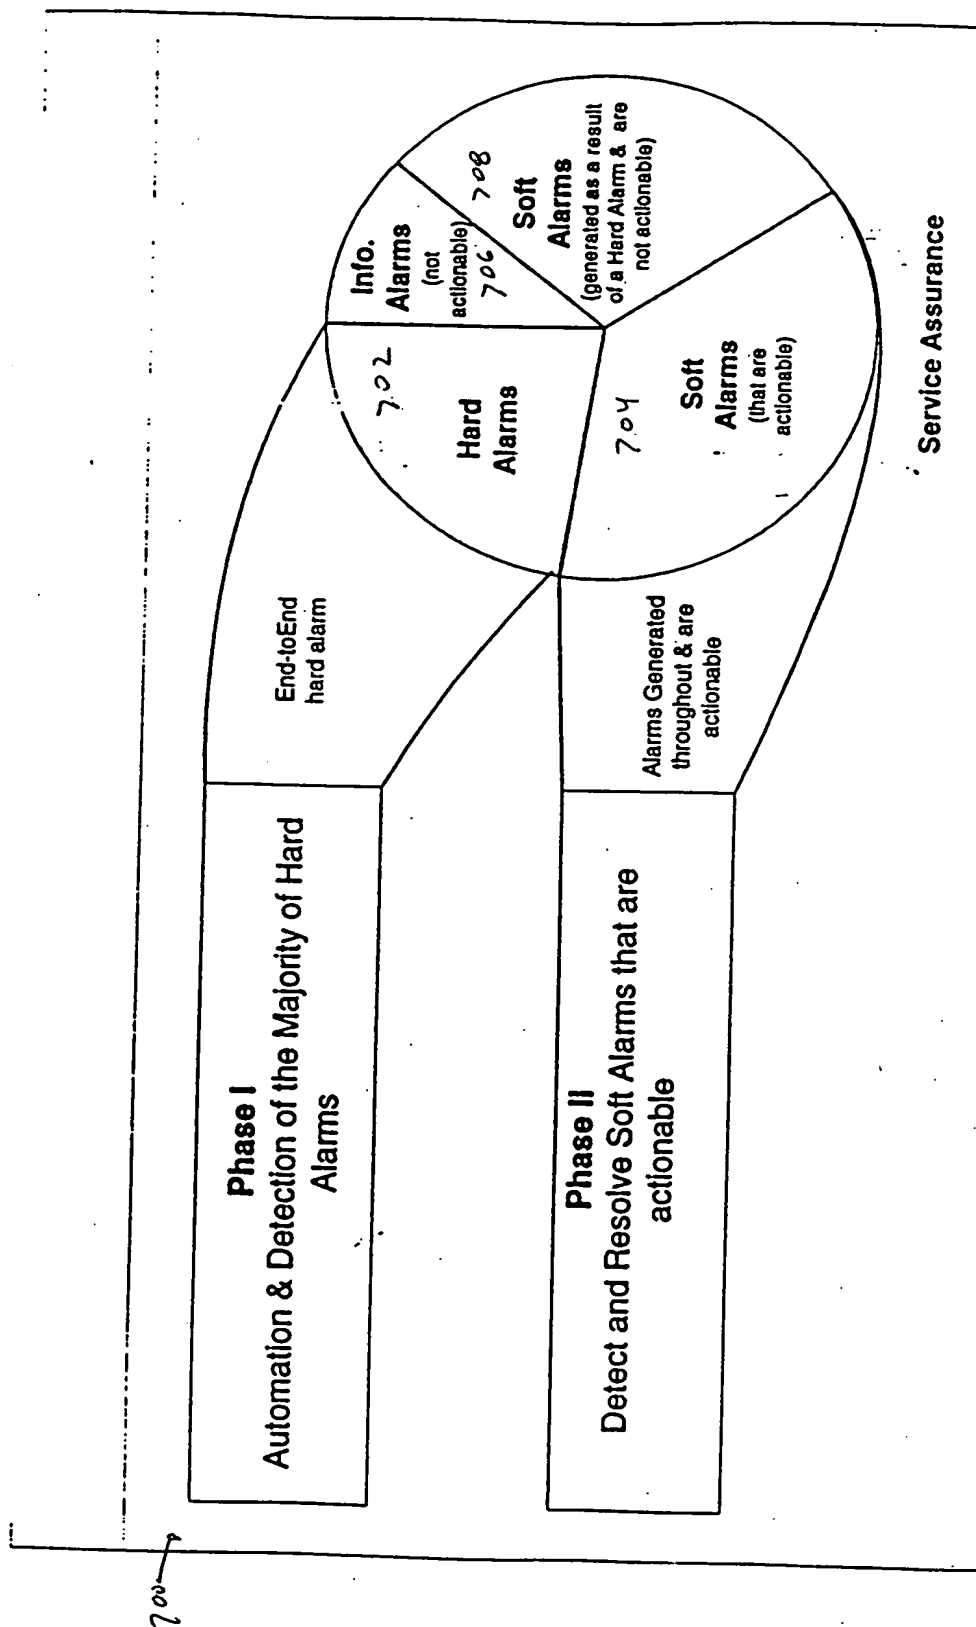 700
Phase I
Automation & Detection of the Majority of Hard
Alarms
End-toEnd
hard alarm
Phase II
Detect and Resolve Soft Alarms that are
actionable
Alarms Generated
throughout & are
actionable
702
Hard
Alarms
Info.
Alarms
(not
actionable)
706
708
Soft
Alarms
(generated as a result
of a Hard Alarm & are
not actionable)
704
Soft
Alarms
(that are
actionable)
Service Assurance